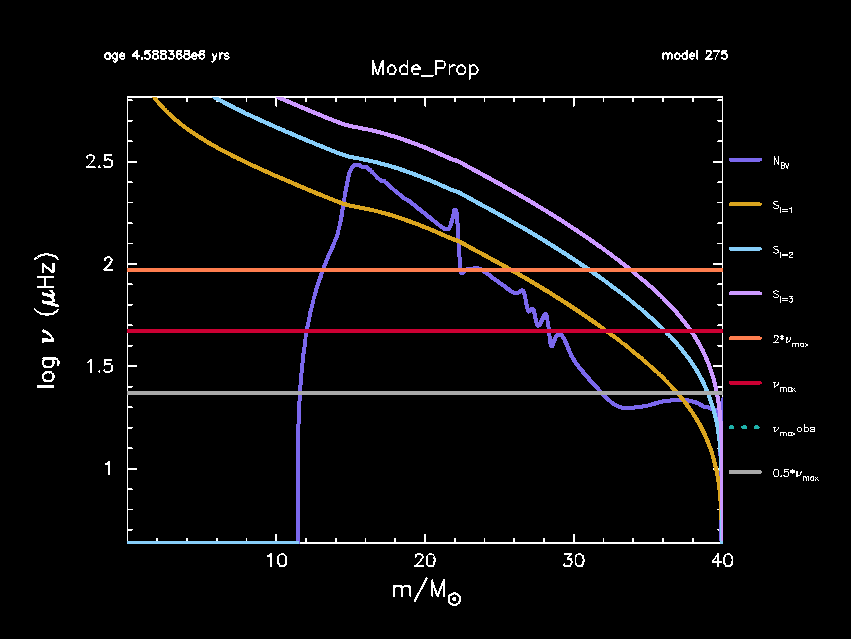 age 4.588368e6 yrs
model 275
Mode_Prop
log ν (μHz)
2.5
2
1.5
1
10
20
30
40
m/M☉
N_BV
S_l=1
S_l=2
S_l=3
2*ν_max
ν_max
ν_max obs
0.5*ν_max